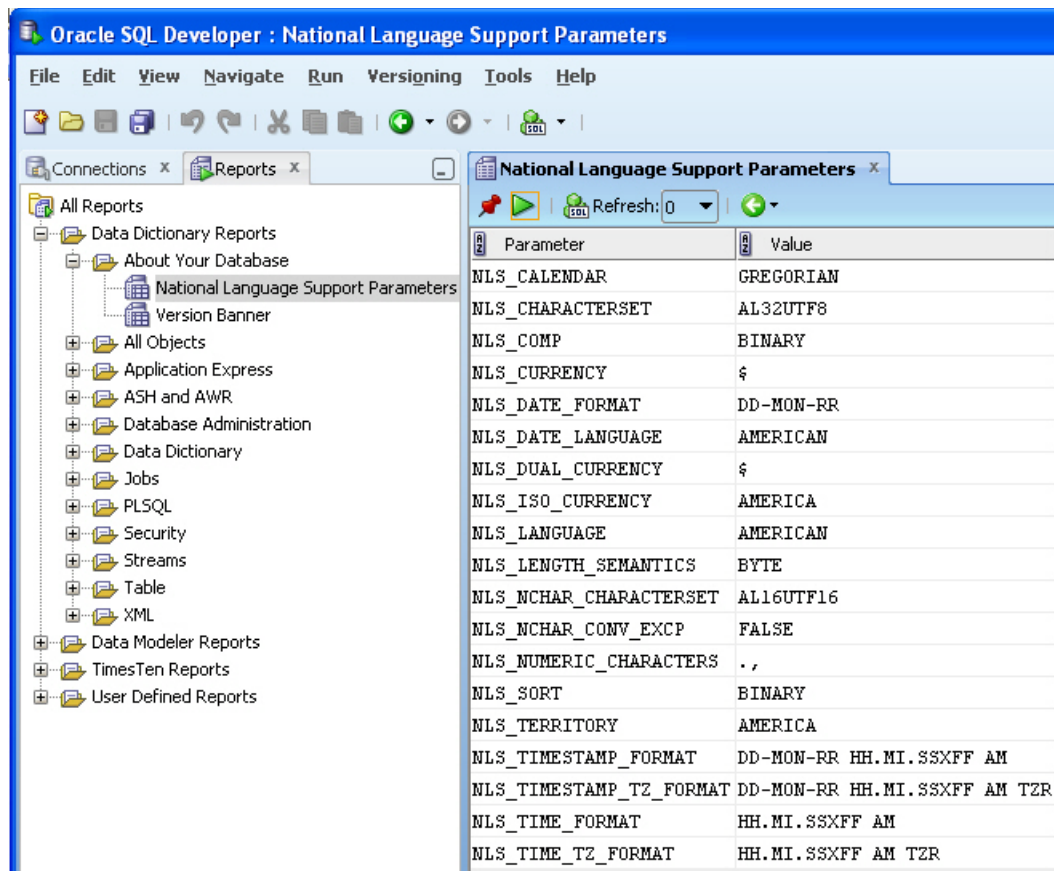 Oracle SQL Developer : National Language Support Parameters
File Edit View Navigate Run Versioning Tools Help
SQL
Connections x Reports x
All Reports
Data Dictionary Reports
About Your Database
National Language Support Parameters
Version Banner
All Objects
Application Express
ASH and AWR
Database Administration
Data Dictionary
Jobs
PLSQL
Security
Streams
Table
XML
Data Modeler Reports
TimesTen Reports
User Defined Reports
National Language Support Parameters x
SQL Refresh: 0
Parameter Value
NLS_CALENDAR GREGORIAN
NLS_CHARACTERSET AL32UTF8
NLS_COMP BINARY
NLS_CURRENCY $
NLS_DATE_FORMAT DD-MON-RR
NLS_DATE_LANGUAGE AMERICAN
NLS_DUAL_CURRENCY $
NLS_ISO_CURRENCY AMERICA
NLS_LANGUAGE AMERICAN
NLS_LENGTH_SEMANTICS BYTE
NLS_NCHAR_CHARACTERSET AL16UTF16
NLS_NCHAR_CONV_EXCP FALSE
NLS_NUMERIC_CHARACTERS .,
NLS_SORT BINARY
NLS_TERRITORY AMERICA
NLS_TIMESTAMP_FORMAT DD-MON-RR HH.MI.SSXFF AM
NLS_TIMESTAMP_TZ_FORMAT DD-MON-RR HH.MI.SSXFF AM TZR
NLS_TIME_FORMAT HH.MI.SSXFF AM
NLS_TIME_TZ_FORMAT HH.MI.SSXFF AM TZR